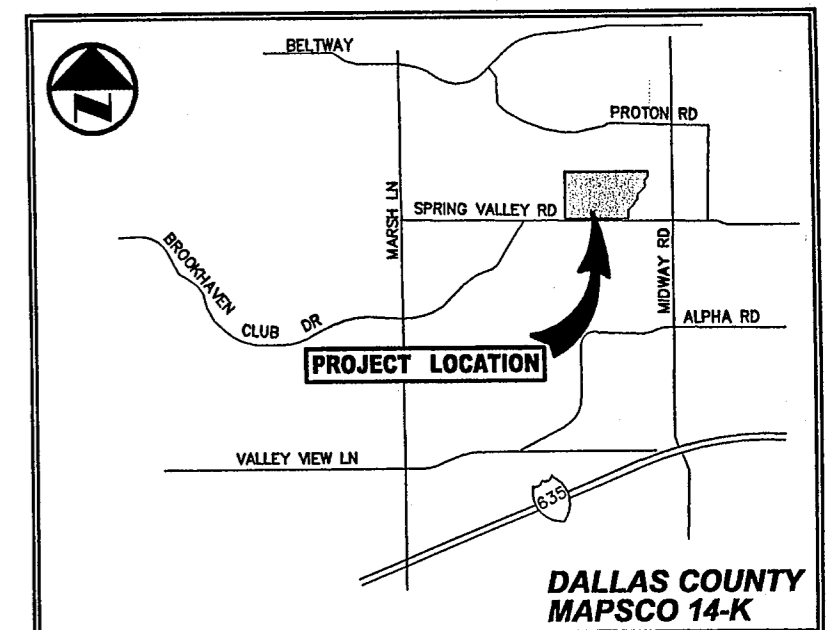 BELTWAY
PROTON RD
MARSH LN
SPRING VALLEY RD
MIDWAY RD
BROOKHAVEN
CLUB DR
ALPHA RD
PROJECT LOCATION
VALLEY VIEW LN
635
DALLAS COUNTY
MAPSCO 14-K
N